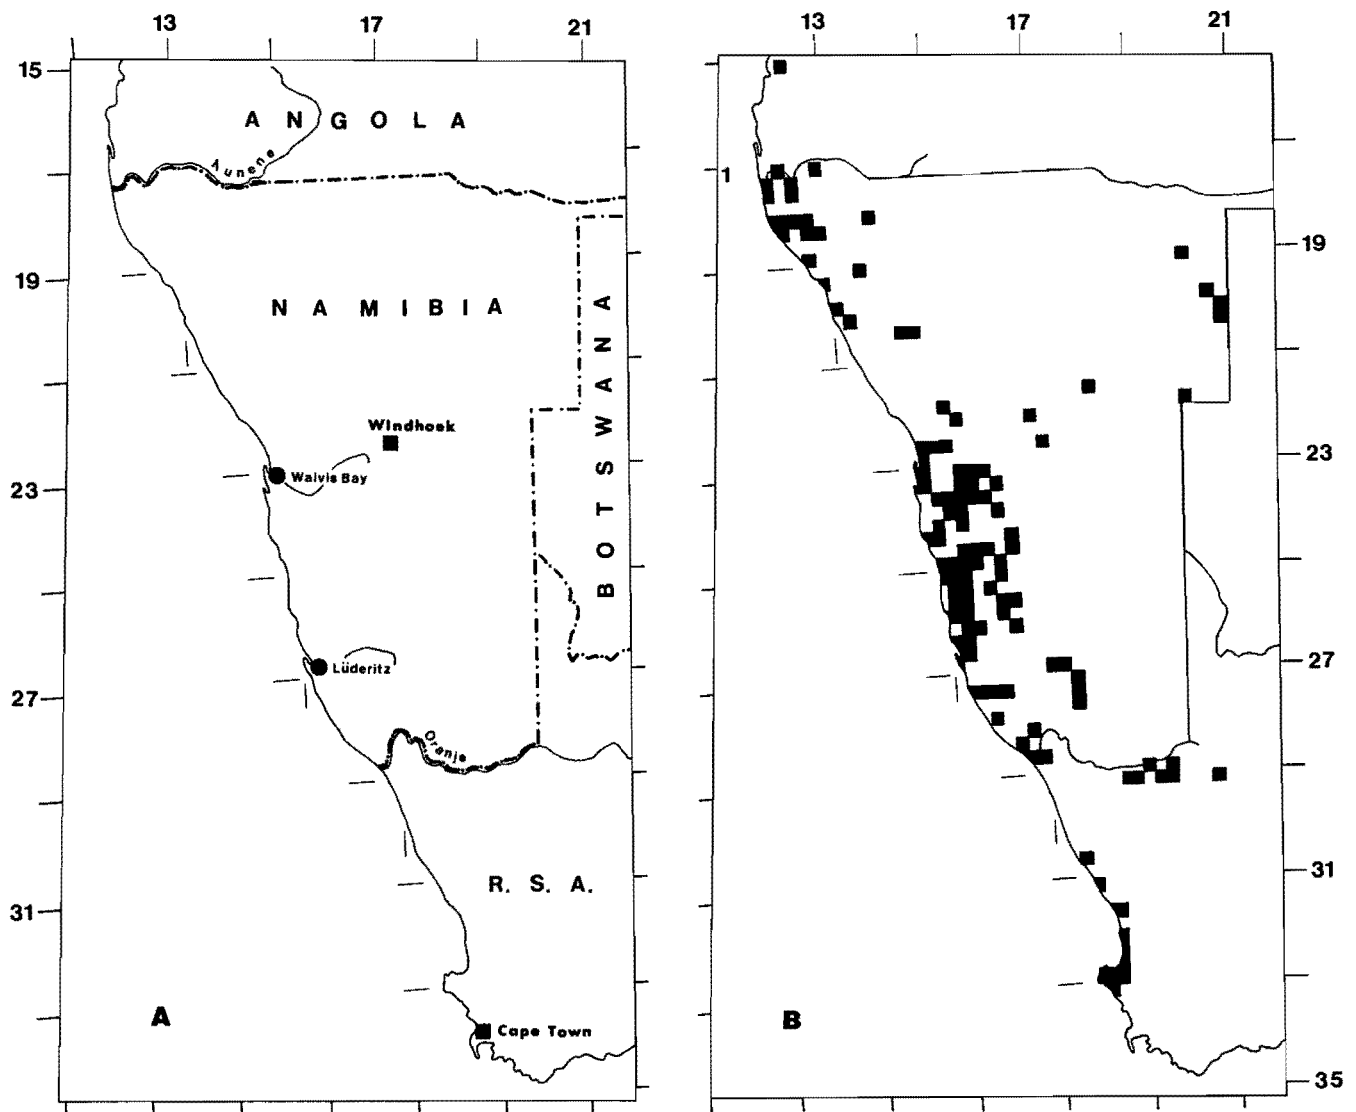 13 17 21
15
ANGOLA
Aunene
19
NAMIBIA
BOTSWANA
Windhoek
Walvis Bay
23
Lüderitz
27
Oranje
R. S. A.
31
A
Cape Town
13 17 21
1
19
23
27
31
B
35